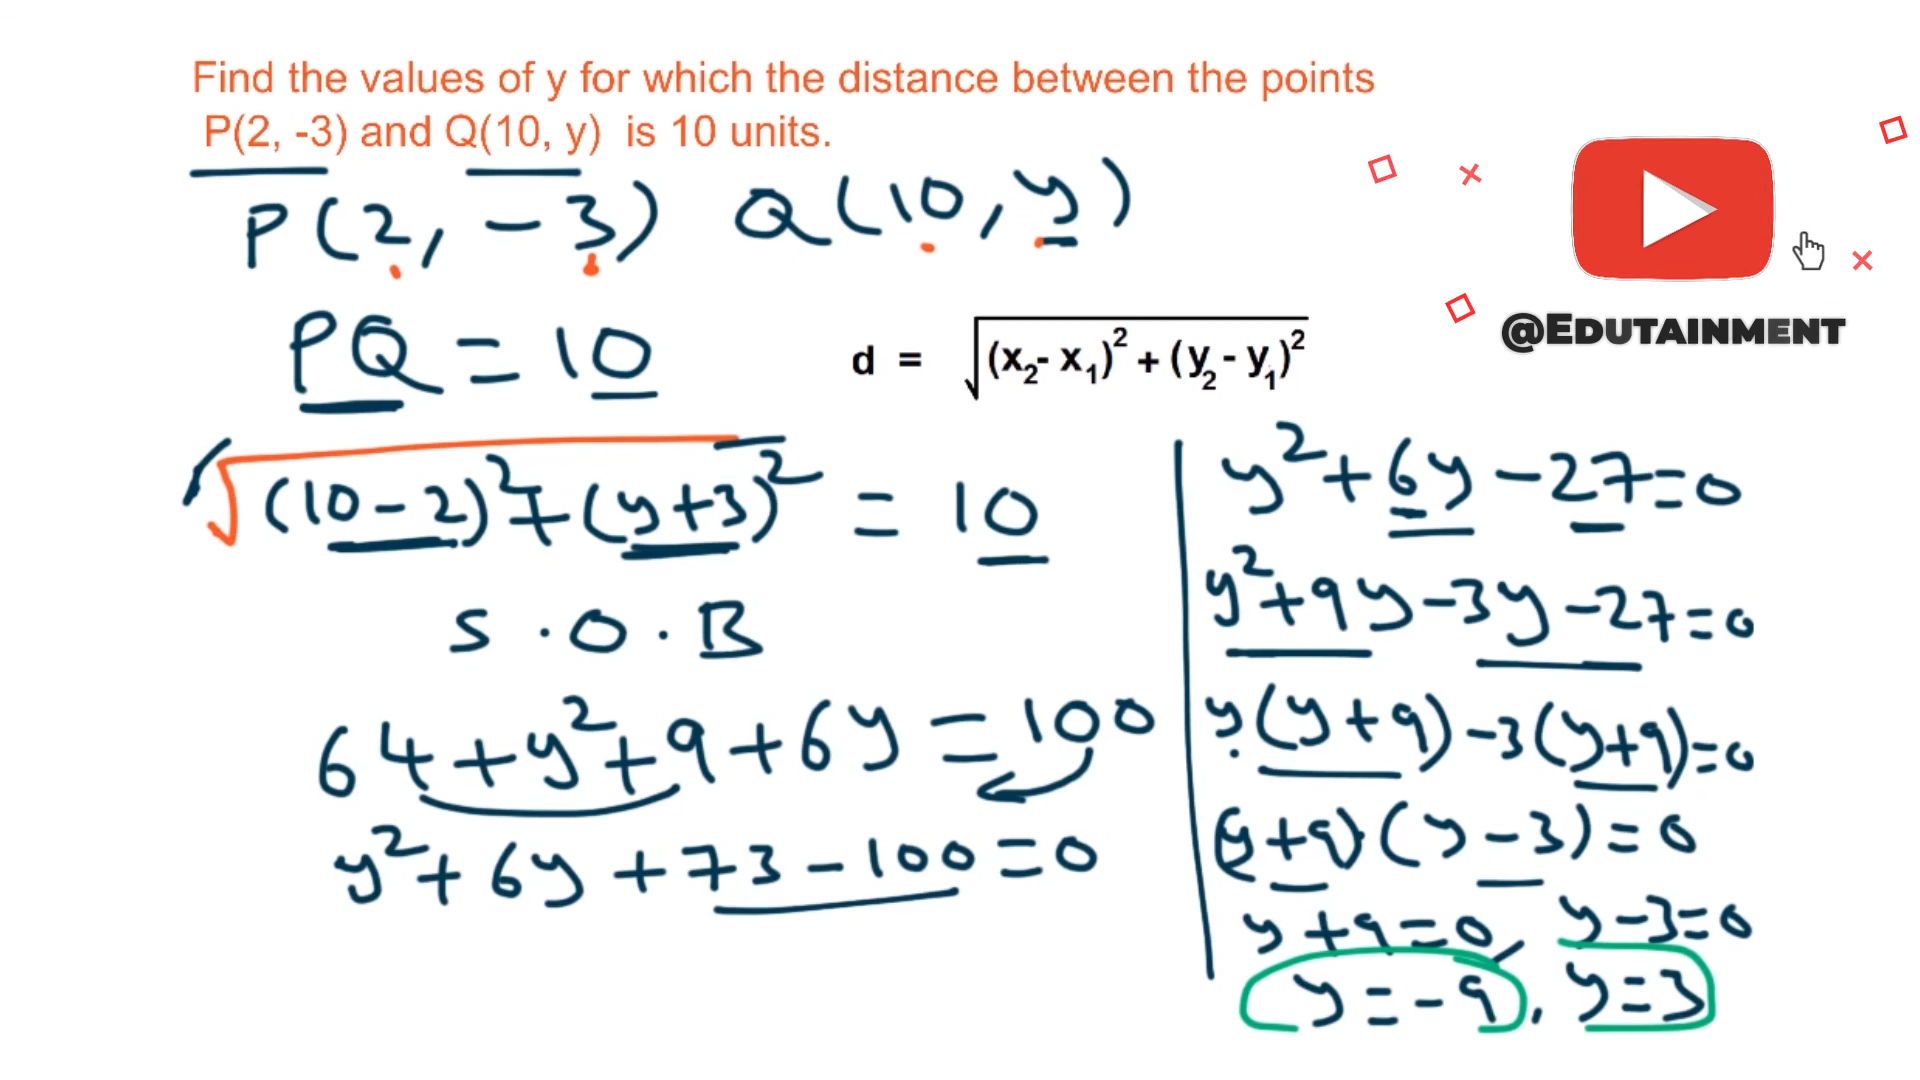 Find the values of y for which the distance between the points
P(2, -3) and Q(10, y) is 10 units.
P(2, -3) Q(10, y)
PQ = 10
d = √(x₂- x₁)² + (y₂ - y₁)²
@EDUTAINMENT
√(10-2)² + (y+3)² = 10
S.O.B
64+y²+9+6y=100
y²+6y+73-100=0
y²+6y-27=0
y²+9y-3y-27=0
y(y+9)-3(y+9)=0
(y+9)(y-3)=0
y+9=0, y-3=0
y=-9, y=3